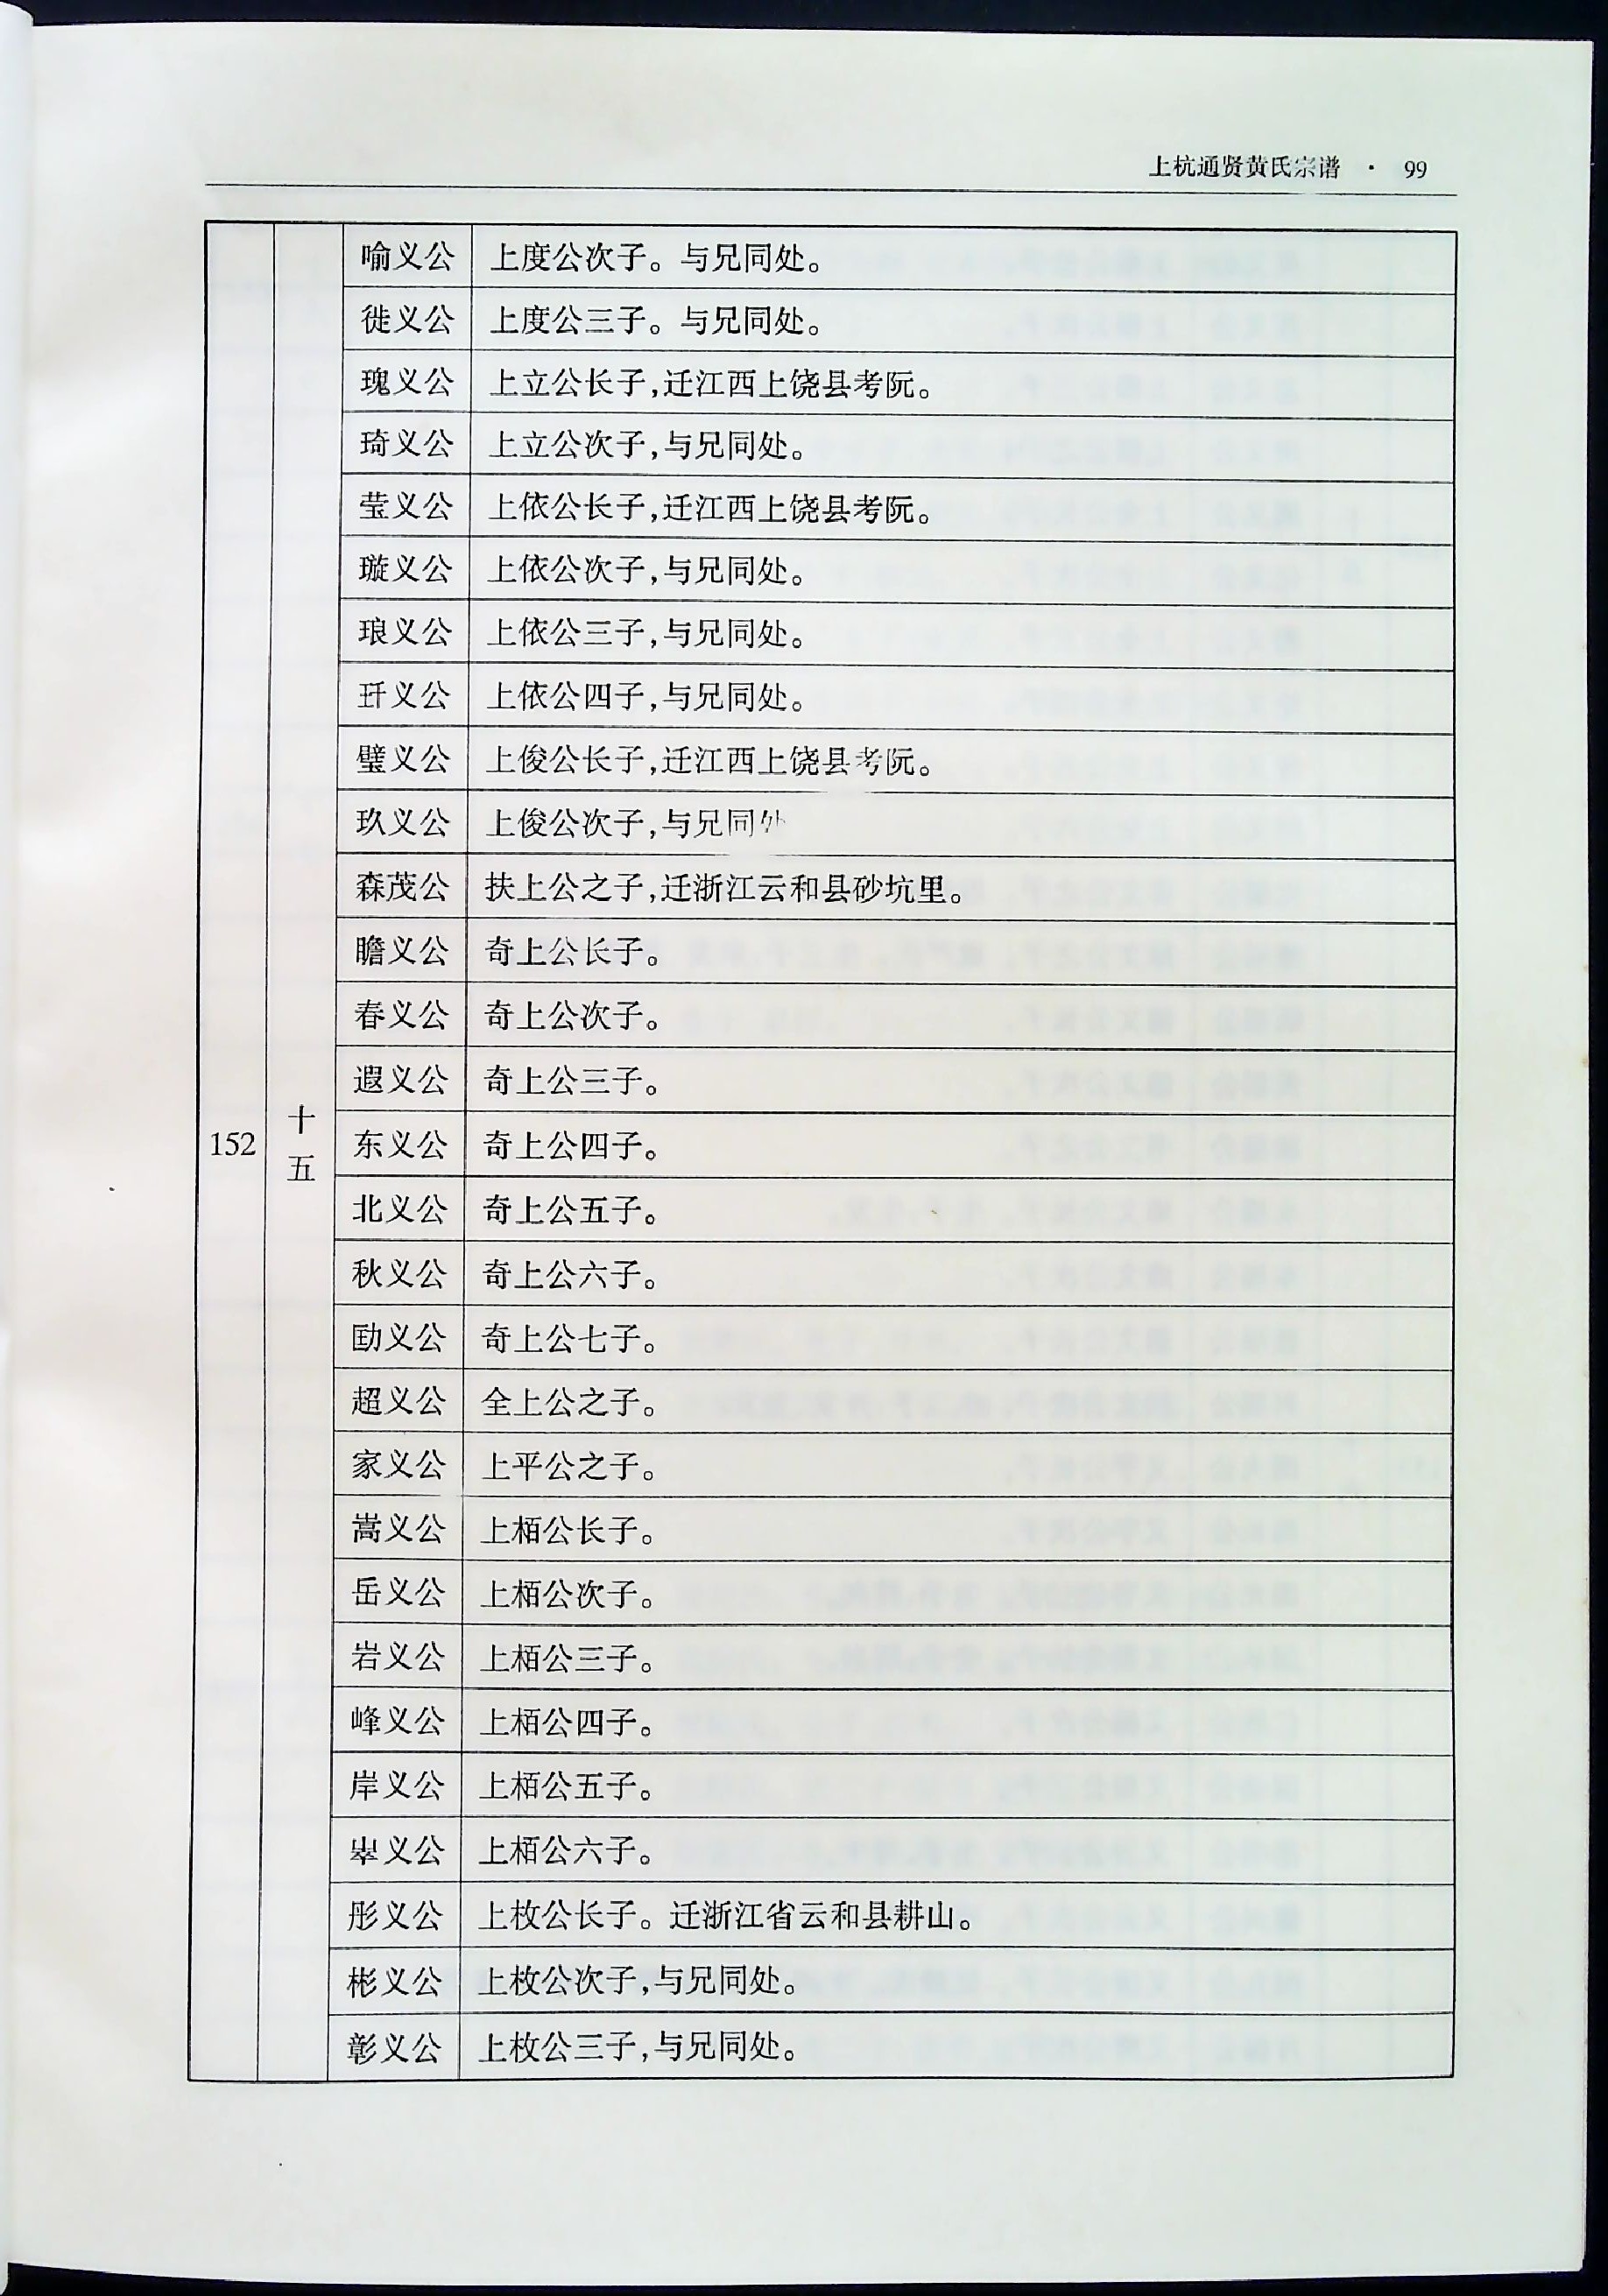 上杭通贤黄氏宗谱 · 99
152
十五
喻义公 上度公次子。与兄同处。
徙义公 上度公三子。与兄同处。
瑰义公 上立公长子,迁江西上饶县考阮。
琦义公 上立公次子,与兄同处。
莹义公 上依公长子,迁江西上饶县考阮。
璇义公 上依公次子,与兄同处。
琅义公 上依公三子,与兄同处。
玕义公 上依公四子,与兄同处。
璧义公 上俊公长子,迁江西上饶县考阮。
玖义公 上俊公次子,与兄同处
森茂公 扶上公之子,迁浙江云和县砂坑里。
瞻义公 奇上公长子。
春义公 奇上公次子。
遐义公 奇上公三子。
东义公 奇上公四子。
北义公 奇上公五子。
秋义公 奇上公六子。
义公 奇上公七子。
超义公 全上公之子。
家义公 上平公之子。
嵩义公 上栢公长子。
岳义公 上栢公次子。
岩义公 上栢公三子。
峰义公 上栢公四子。
岸义公 上栢公五子。
义公 上栢公六子。
彤义公 上枚公长子。迁浙江省云和县耕山。
彬义公 上枚公次子,与兄同处。
彰义公 上枚公三子,与兄同处。